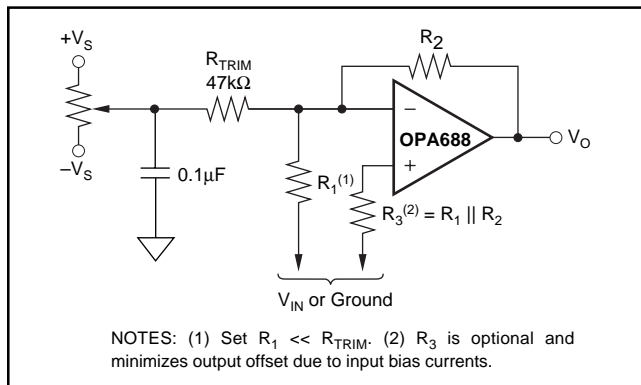 +V_S
R_TRIM
47kΩ
R_2
−V_S
0.1µF
R_1^(1)
−
OPA688
+
V_O
R_3^(2) = R_1 || R_2
V_IN or Ground
NOTES: (1) Set R_1 << R_TRIM. (2) R_3 is optional and
minimizes output offset due to input bias currents.